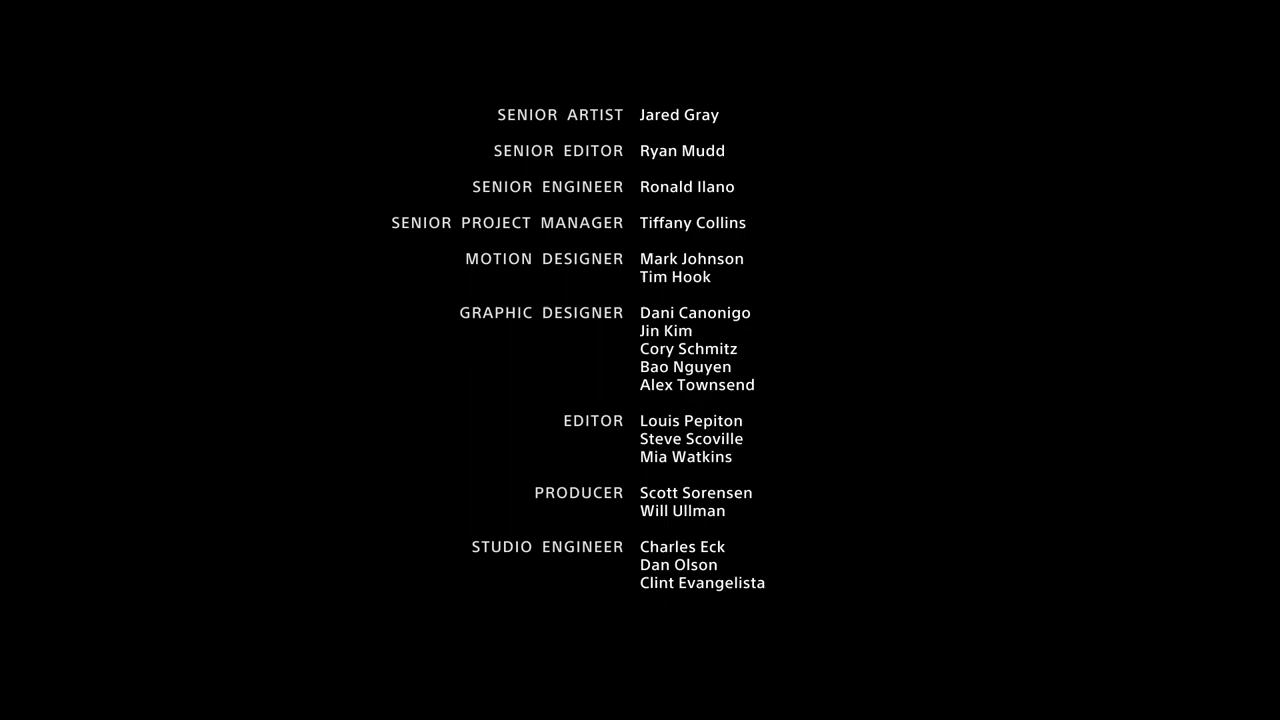 SENIOR ARTIST Jared Gray
SENIOR EDITOR Ryan Mudd
SENIOR ENGINEER Ronald Ilano
SENIOR PROJECT MANAGER Tiffany Collins
MOTION DESIGNER Mark Johnson
Tim Hook
GRAPHIC DESIGNER Dani Canonigo
Jin Kim
Cory Schmitz
Bao Nguyen
Alex Townsend
EDITOR Louis Pepiton
Steve Scoville
Mia Watkins
PRODUCER Scott Sorensen
Will Ullman
STUDIO ENGINEER Charles Eck
Dan Olson
Clint Evangelista